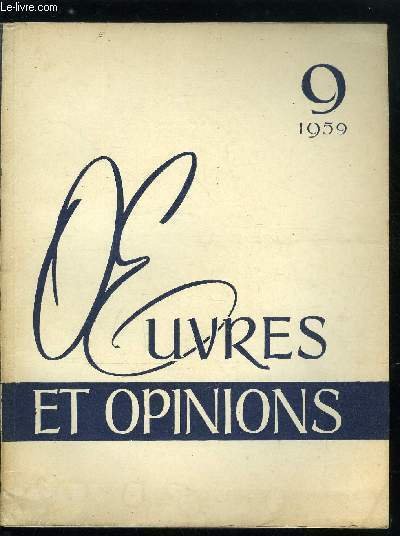 Le-livre.com
9
1959
ŒUVRES
ET OPINIONS